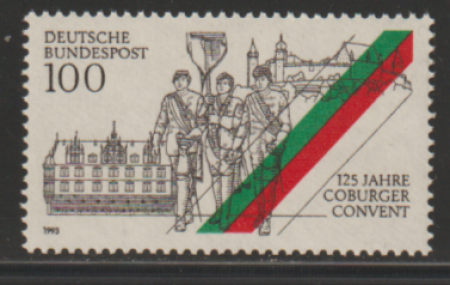 DEUTSCHE
BUNDESPOST
100
125 JAHRE
COBURGER
CONVENT
1993